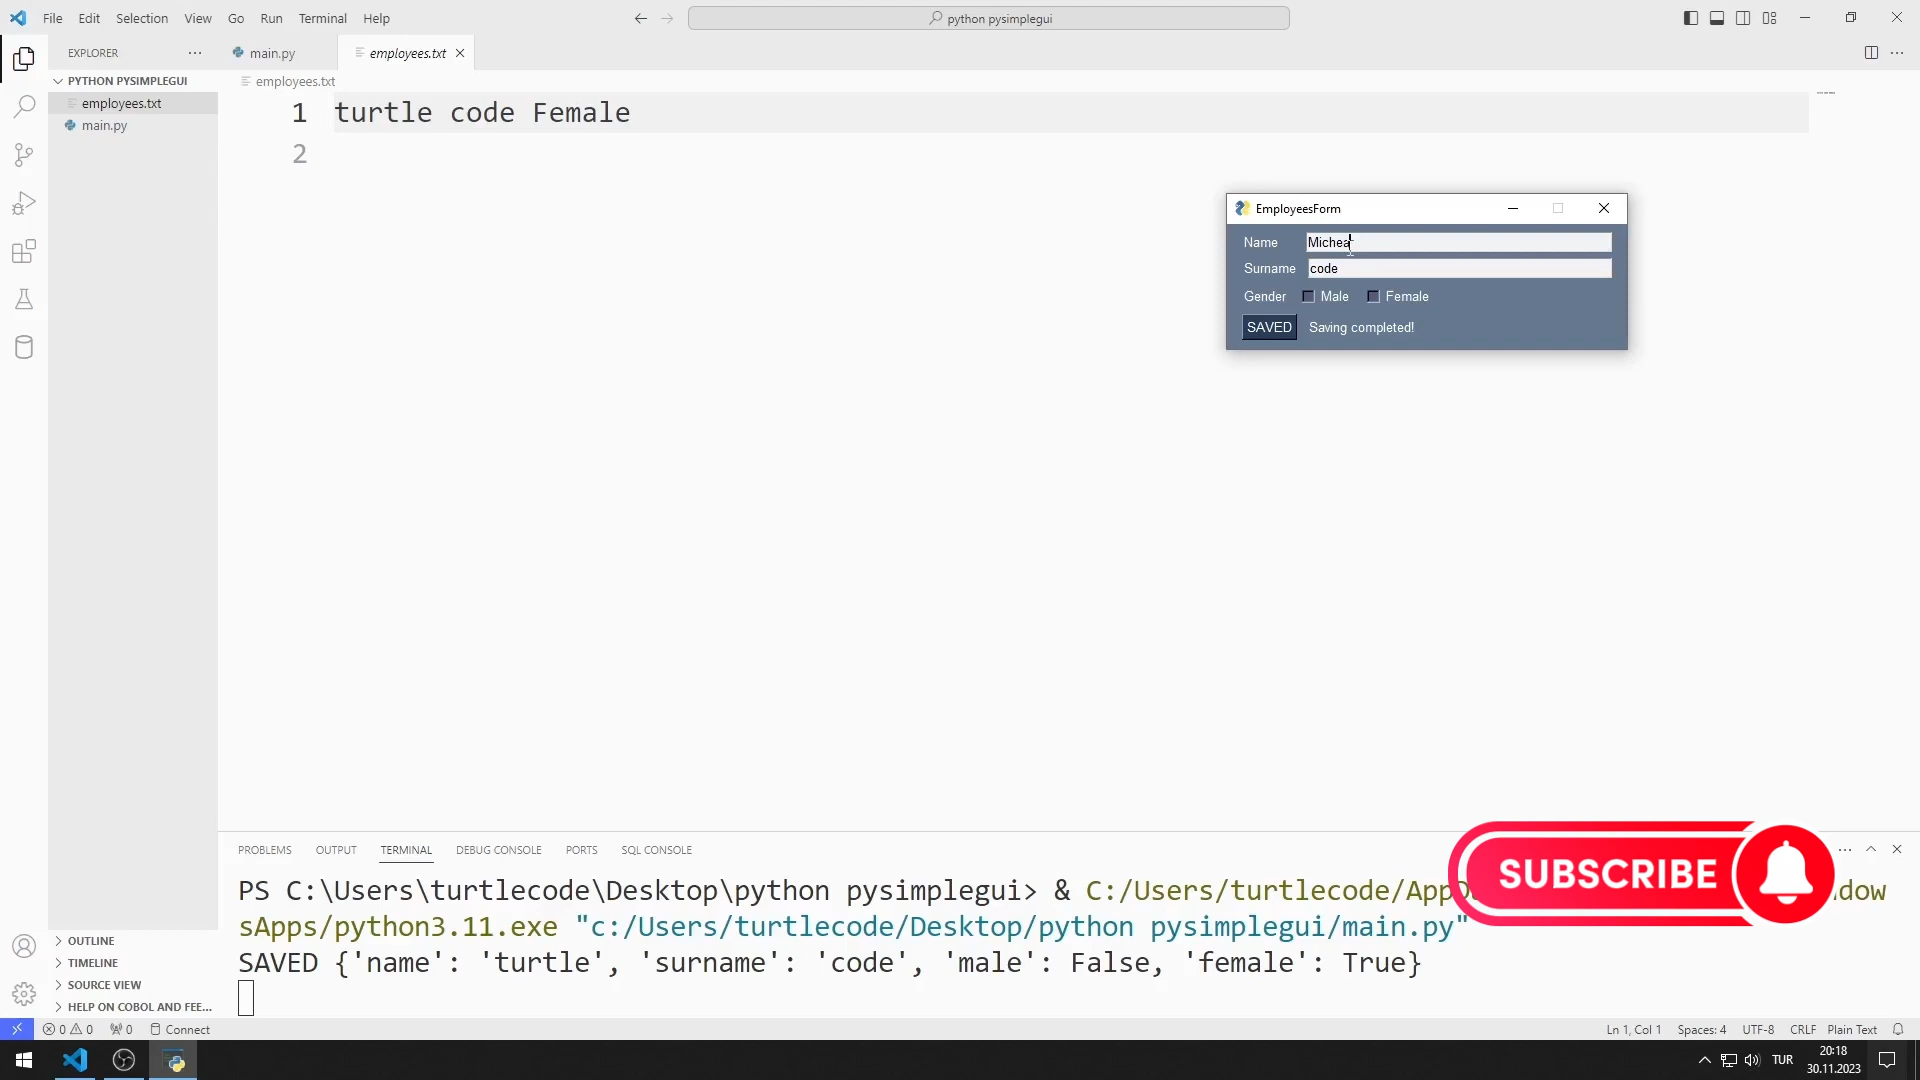 File Edit Selection View Go Run Terminal Help
python pysimplegui
EXPLORER
main.py
employees.txt
PYTHON PYSIMPLEGUI
employees.txt
main.py
employees.txt
1 turtle code Female
2
EmployeesForm
Name Michea
Surname code
Gender Male Female
SAVED Saving completed!
PROBLEMS OUTPUT TERMINAL DEBUG CONSOLE PORTS SQL CONSOLE
SUBSCRIBE
PS C:\Users\turtlecode\Desktop\python pysimplegui> & C:/Users/turtlecode/App
sApps/python3.11.exe "c:/Users/turtlecode/Desktop/python pysimplegui/main.py"
SAVED {'name': 'turtle', 'surname': 'code', 'male': False, 'female': True}
OUTLINE
TIMELINE
SOURCE VIEW
HELP ON COBOL AND FEE...
0 0 0 Connect
Ln 1, Col 1 Spaces: 4 UTF-8 CRLF Plain Text
TUR
20:18
30.11.2023